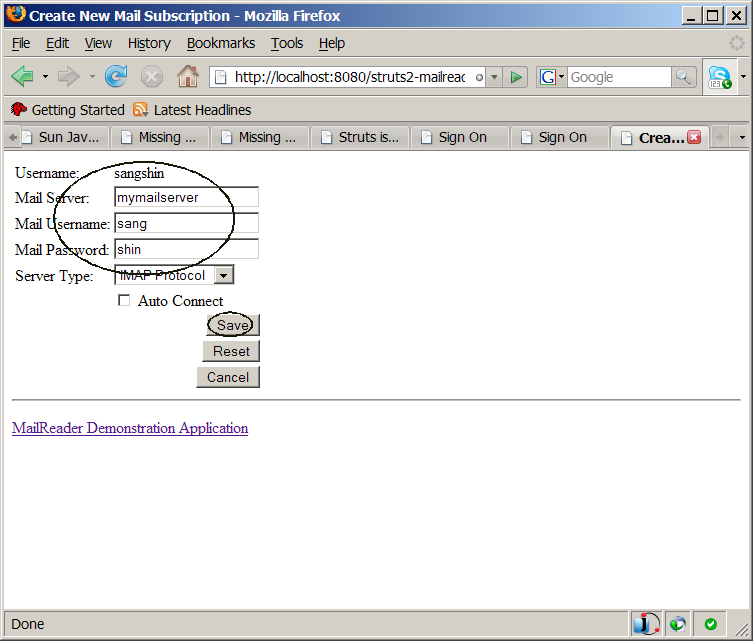 Create New Mail Subscription - Mozilla Firefox
File Edit View History Bookmarks Tools Help
http://localhost:8080/struts2-mailreac G Google
Getting Started Latest Headlines
Sun Jav... Missing ... Missing ... Struts is... Sign On Sign On Crea...
Username: sangshin
Mail Server: mymailserver
Mail Username: sang
Mail Password: shin
Server Type: IMAP Protocol
Auto Connect
Save
Reset
Cancel
MailReader Demonstration Application
Done